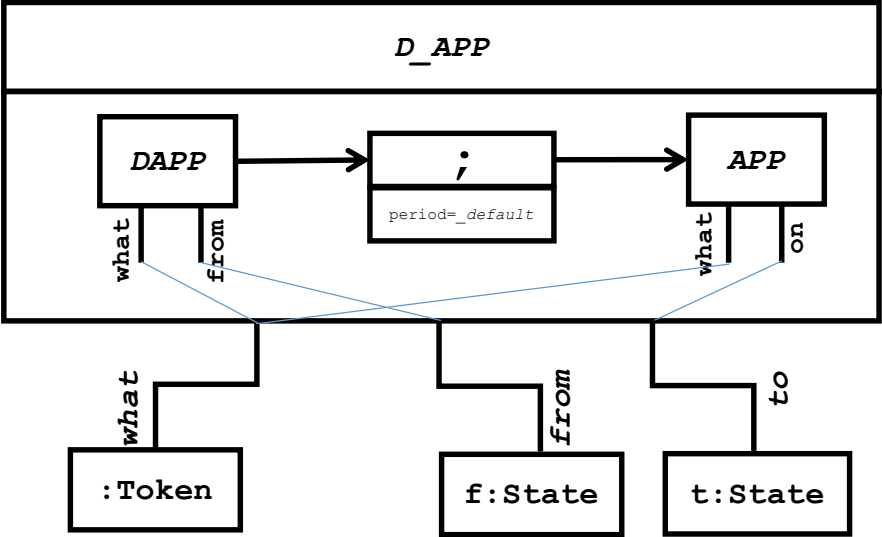 D_APP
DAPP
;
APP
period=_default
what
from
what
on
what
from
to
:Token
f:State
t:State